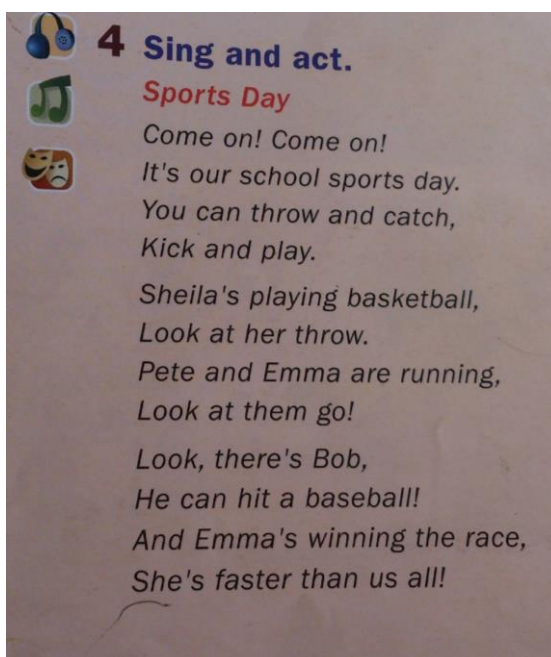 4 Sing and act.
Sports Day
Come on! Come on!
It's our school sports day.
You can throw and catch,
Kick and play.
Sheila's playing basketball,
Look at her throw.
Pete and Emma are running,
Look at them go!
Look, there's Bob,
He can hit a baseball!
And Emma's winning the race,
She's faster than us all!